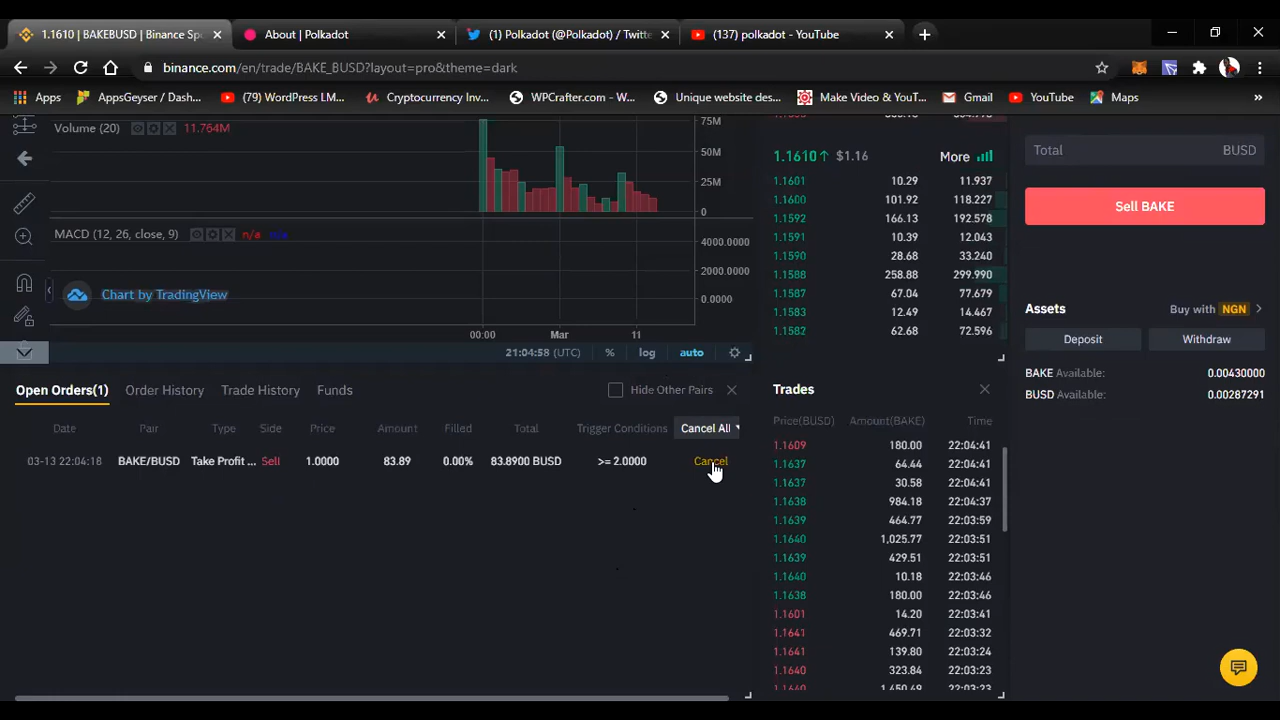 1.1610 | BAKEBUSD | Binance Spo
About | Polkadot
(1) Polkadot (@Polkadot) / Twitte
(137) polkadot - YouTube
binance.com/en/trade/BAKE_BUSD?layout=pro&theme=dark
Apps
AppsGeyser / Dash...
(79) WordPress LM...
Cryptocurrency Inv...
WPCrafter.com - W...
Unique website des...
Make Video & YouT...
Gmail
YouTube
Maps
»
Volume (20) 11.764M
75M
50M
25M
0
MACD (12, 26, close, 9) n/a n/a
4000.0000
2000.0000
0.0000
Chart by TradingView
00:00 Mar 11
21:04:58 (UTC) % log auto
1.1610↑ $1.16 More
1.1601 10.29 11.937
1.1600 101.92 118.227
1.1592 166.13 192.578
1.1591 10.39 12.043
1.1590 28.68 33.240
1.1588 258.88 299.990
1.1587 67.04 77.679
1.1583 12.49 14.467
1.1582 62.68 72.596
Total BUSD
Sell BAKE
Assets Buy with NGN
Deposit Withdraw
BAKE Available: 0.00430000
BUSD Available: 0.00287291
Open Orders(1) Order History Trade History Funds Hide Other Pairs
Date Pair Type Side Price Amount Filled Total Trigger Conditions Cancel All
03-13 22:04:18 BAKE/BUSD Take Profit ... Sell 1.0000 83.89 0.00% 83.8900 BUSD >= 2.0000 Cancel
Trades
Price(BUSD) Amount(BAKE) Time
1.1609 180.00 22:04:41
1.1637 64.44 22:04:41
1.1637 30.58 22:04:41
1.1638 984.18 22:04:37
1.1639 464.77 22:03:59
1.1640 1,025.77 22:03:51
1.1639 429.51 22:03:51
1.1640 10.18 22:03:46
1.1638 180.00 22:03:46
1.1601 14.20 22:03:41
1.1641 469.71 22:03:32
1.1641 139.80 22:03:24
1.1640 323.84 22:03:23